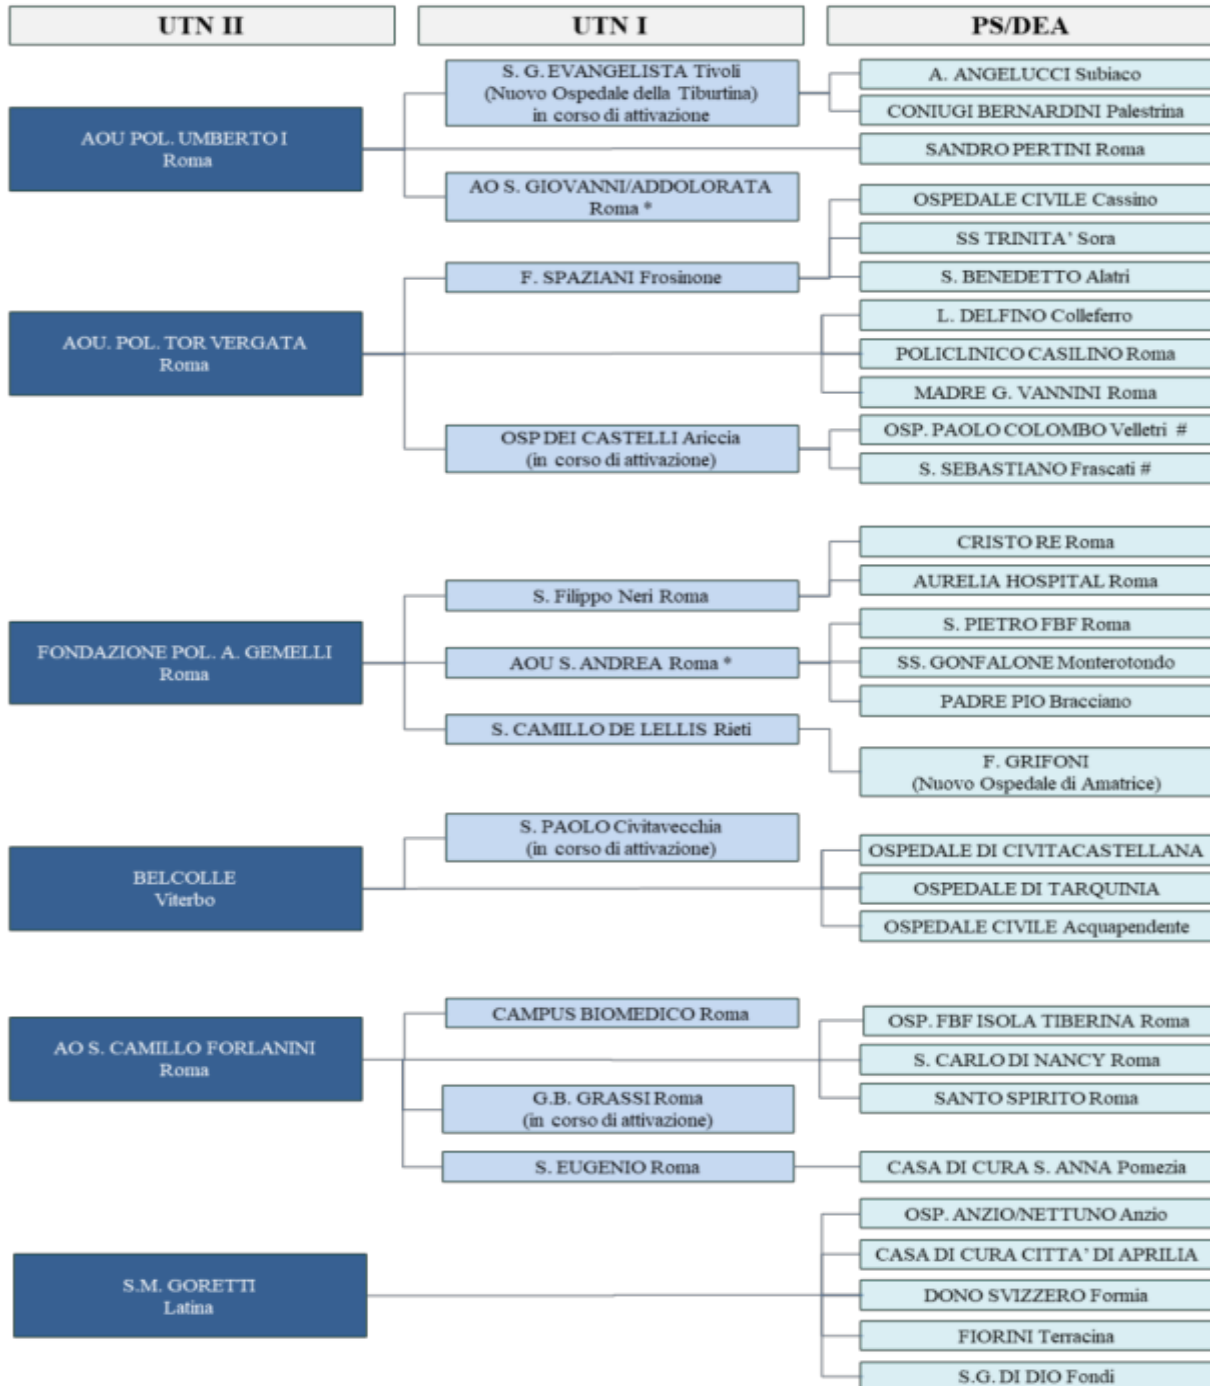 UTN II
UTN I
PS/DEA
AOU POL. UMBERTO I
Roma
S. G. EVANGELISTA Tivoli
(Nuovo Ospedale della Tiburtina)
in corso di attivazione
A. ANGELUCCI Subiaco
CONIUGI BERNARDINI Palestrina
SANDRO PERTINI Roma
AO S. GIOVANNI/ADDOLORATA
Roma *
AOU. POL. TOR VERGATA
Roma
F. SPAZIANI Frosinone
OSPEDALE CIVILE Cassino
SS TRINITA’ Sora
S. BENEDETTO Alatri
L. DELFINO Colleferro
POLICLINICO CASILINO Roma
MADRE G. VANNINI Roma
OSP DEI CASTELLI Ariccia
(in corso di attivazione)
OSP. PAOLO COLOMBO Velletri #
S. SEBASTIANO Frascati #
FONDAZIONE POL. A. GEMELLI
Roma
S. Filippo Neri Roma
CRISTO RE Roma
AURELIA HOSPITAL Roma
AOU S. ANDREA Roma *
S. PIETRO FBF Roma
SS. GONFALONE Monterotondo
PADRE PIO Bracciano
S. CAMILLO DE LELLIS Rieti
F. GRIFONI
(Nuovo Ospedale di Amatrice)
BELCOLLE
Viterbo
S. PAOLO Civitavecchia
(in corso di attivazione)
OSPEDALE DI CIVITACASTELLANA
OSPEDALE DI TARQUINIA
OSPEDALE CIVILE Acquapendente
AO S. CAMILLO FORLANINI
Roma
CAMPUS BIOMEDICO Roma
OSP. FBF ISOLA TIBERINA Roma
S. CARLO DI NANCY Roma
SANTO SPIRITO Roma
G.B. GRASSI Roma
(in corso di attivazione)
S. EUGENIO Roma
CASA DI CURA S. ANNA Pomezia
S.M. GORETTI
Latina
OSP. ANZIO/NETTUNO Anzio
CASA DI CURA CITTA’ DI APRILIA
DONO SVIZZERO Formia
FIORINI Terracina
S.G. DI DIO Fondi